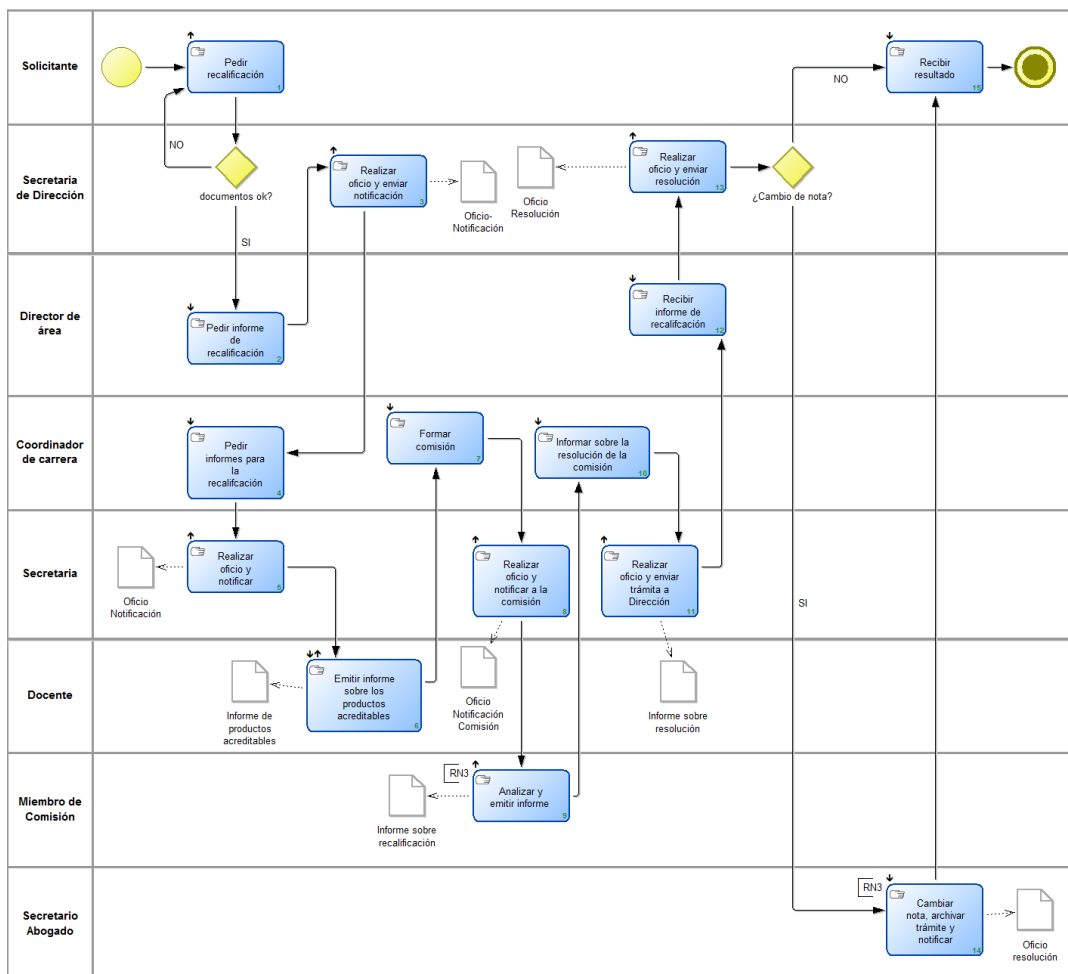 Solicitante
Pedir
recalificación
1
Recibir
resultado
15
NO
NO
Secretaria
de Dirección
documentos ok?
Realizar
oficio y enviar
notificación
3
Oficio-
Notificación
Oficio
Resolución
Realizar
oficio y enviar
resolución
13
¿Cambio de nota?
SI
Director de
área
Pedir informe
de
recalificación
2
Recibir
informe de
recalifcación
12
Coordinador
de carrera
Pedir
informes para
la
recalifcación
4
Formar
comisión
7
Informar sobre la
resolución de la
comisión
10
Secretaria
Oficio
Notificación
Realizar
oficio y
notificar
5
Realizar
oficio y
notificar a la
comisión
8
Realizar
oficio y enviar
trámita a
Dirección
11
SI
Docente
Informe de
productos
acreditables
Emitir informe
sobre los
productos
acreditables
6
Oficio
Notificación
Comisión
Informe sobre
resolución
Miembro de
Comisión
Informe sobre
recalificación
RN3
Analizar y
emitir informe
9
Secretario
Abogado
RN3
Cambiar
nota, archivar
trámite y
notificar
14
Oficio
resolución